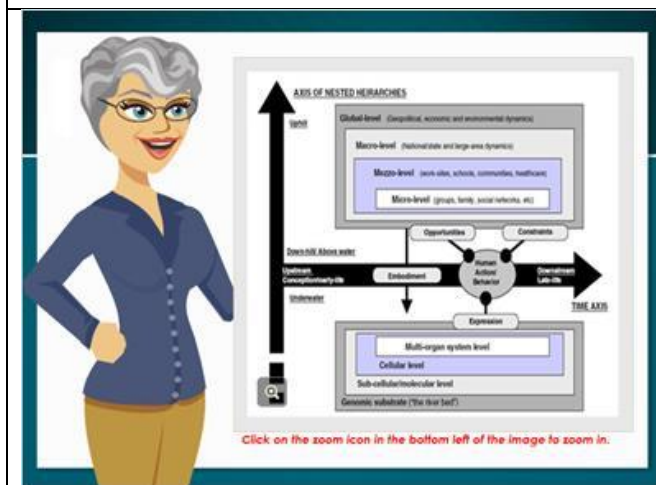 AXIS OF NESTED HEIRARCHIES
Uphill
Global-level (Geopolitical, economic and environmental dynamics)
Macro-level (National/state and large-area dynamics)
Mezzo-level (work-sites, schools, communities, healthcare)
Micro-level (groups, family, social networks, etc)
Opportunities
Constraints
Down-hill/ Above water
Upstream
Conception/early-life
Embodiment
Human
Action/
Behavior
Downstream
Late-life
Underwater
TIME AXIS
Expression
Multi-organ system level
Cellular level
Sub-cellular/molecular level
Genomic substrate ("the river bed")
Click on the zoom icon in the bottom left of the image to zoom in.